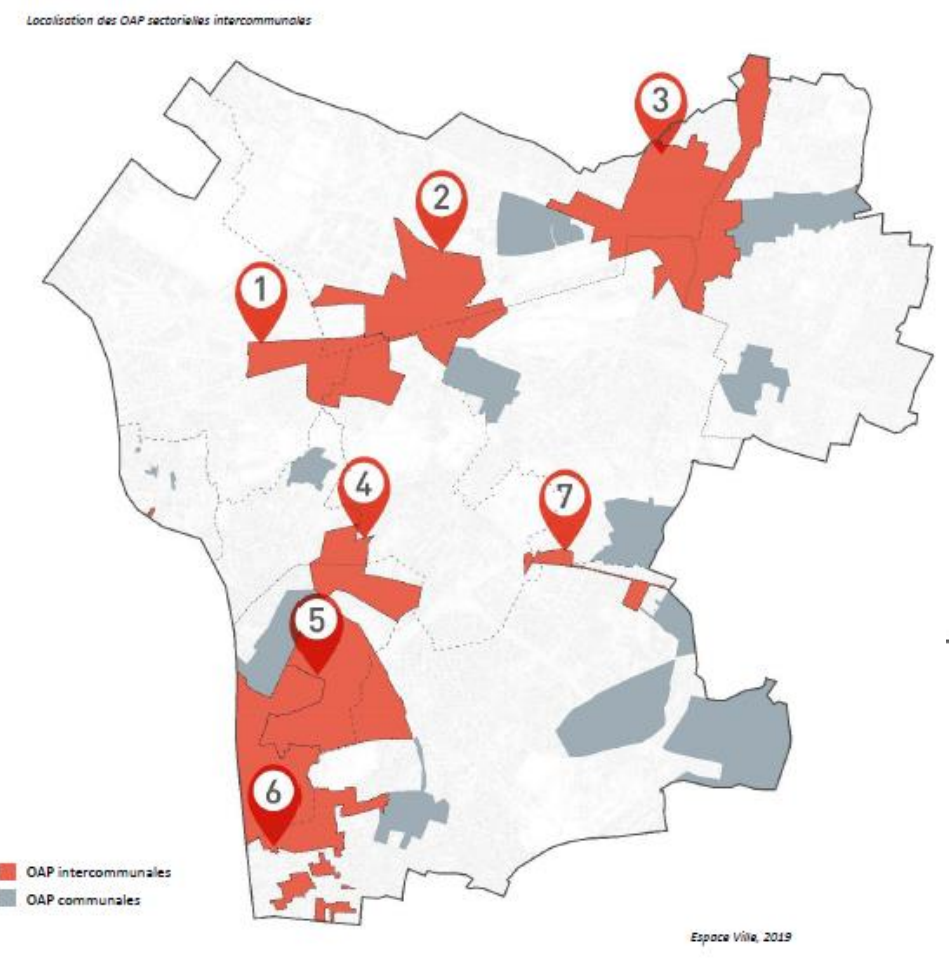 Localisation des OAP sectorielles intercommunales
3
2
1
4
7
5
6
OAP intercommunales
OAP communales
Espace Ville, 2019